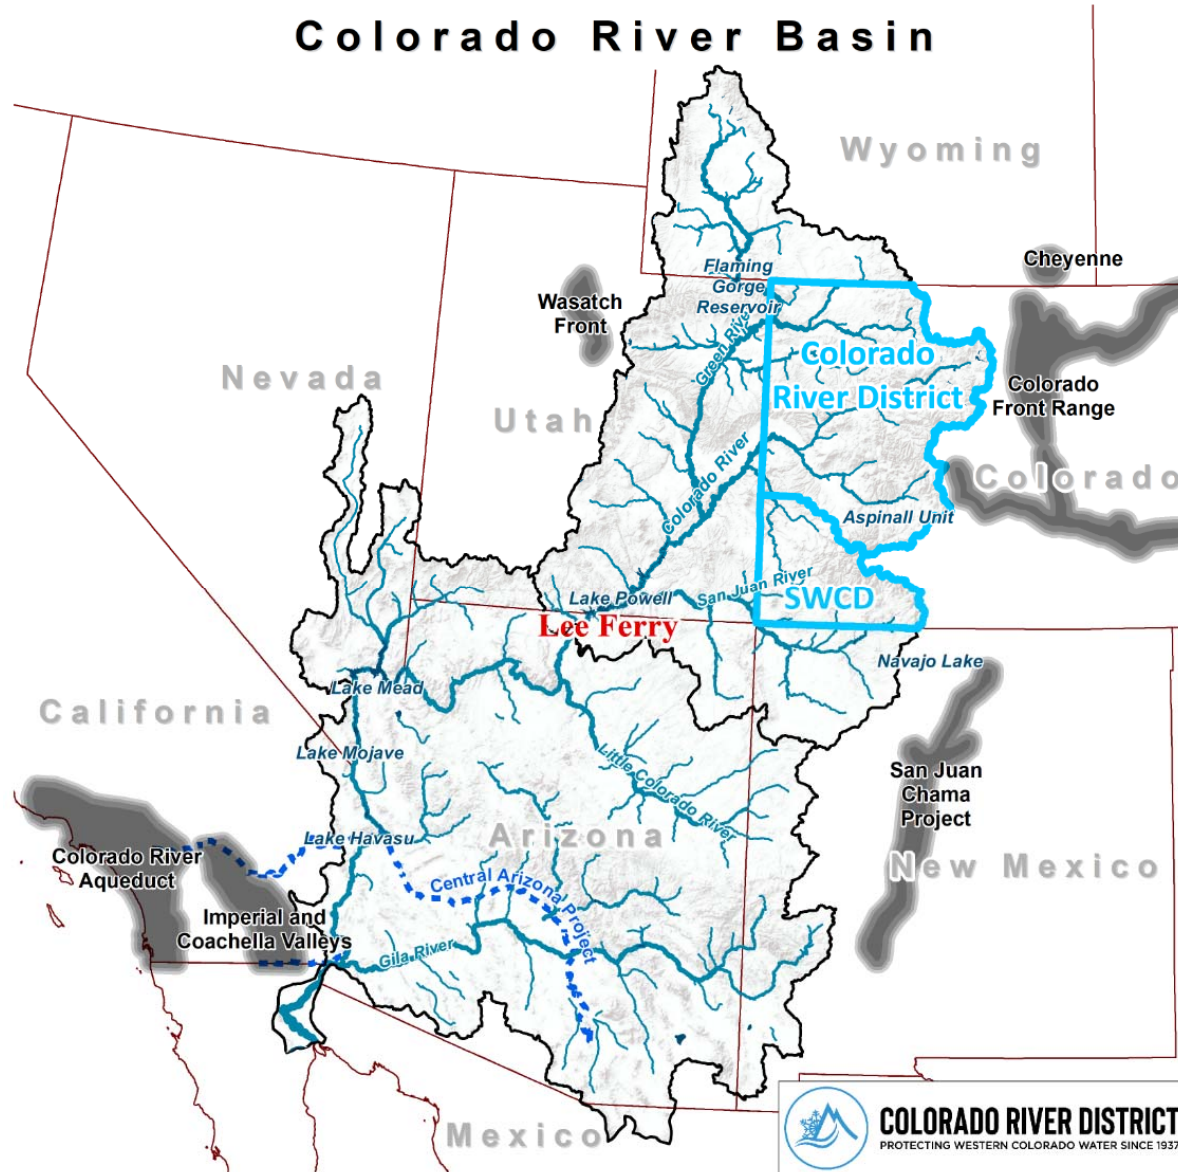 Colorado River Basin
Wyoming
Cheyenne
Flaming
Gorge
Reservoir
Wasatch
Front
Green River
Colorado
River District
Colorado
Front Range
Nevada
Utah
Colorado River
Colorado
Aspinall Unit
San Juan River
Lake Powell
SWCD
Lee Ferry
Navajo Lake
Lake Mead
California
Lake Mojave
Little Colorado River
San Juan
Chama
Project
Lake Havasu
Arizona
Colorado River
Aqueduct
New Mexico
Central Arizona Project
Imperial and
Coachella Valleys
Gila River
Mexico
COLORADO RIVER DISTRICT
PROTECTING WESTERN COLORADO WATER SINCE 1937